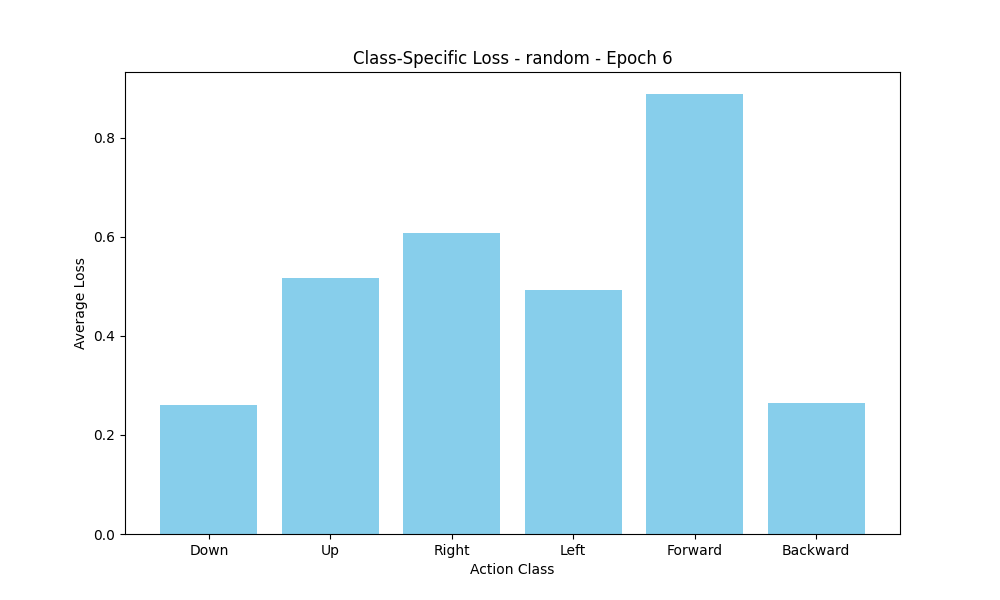 Class-Specific Loss - random - Epoch 6
Average Loss
0.8
0.6
0.4
0.2
0.0
Down Up Right Left Forward Backward
Action Class